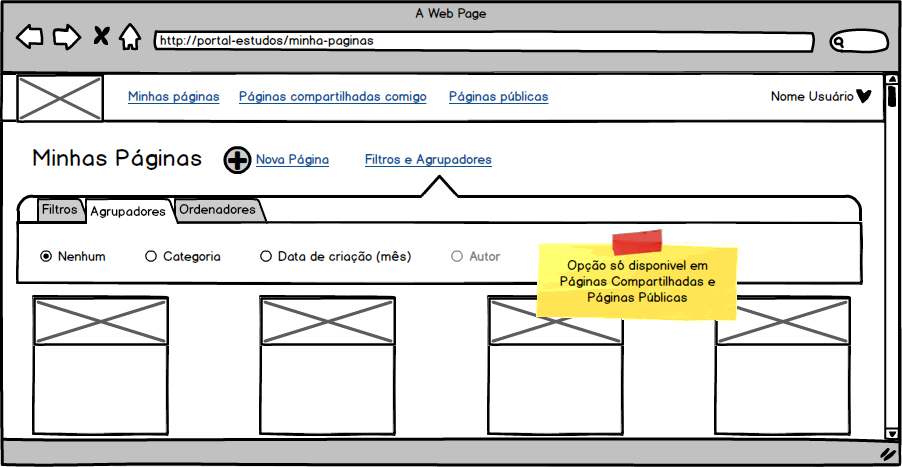 A Web Page
http://portal-estudos/minha-paginas
Minhas páginas Páginas compartilhadas comigo Páginas públicas Nome Usuário
Minhas Páginas Nova Página Filtros e Agrupadores
Filtros Agrupadores Ordenadores
Nenhum Categoria Data de criação (mês) Autor
Opção só disponivel em
Páginas Compartilhadas e
Páginas Públicas